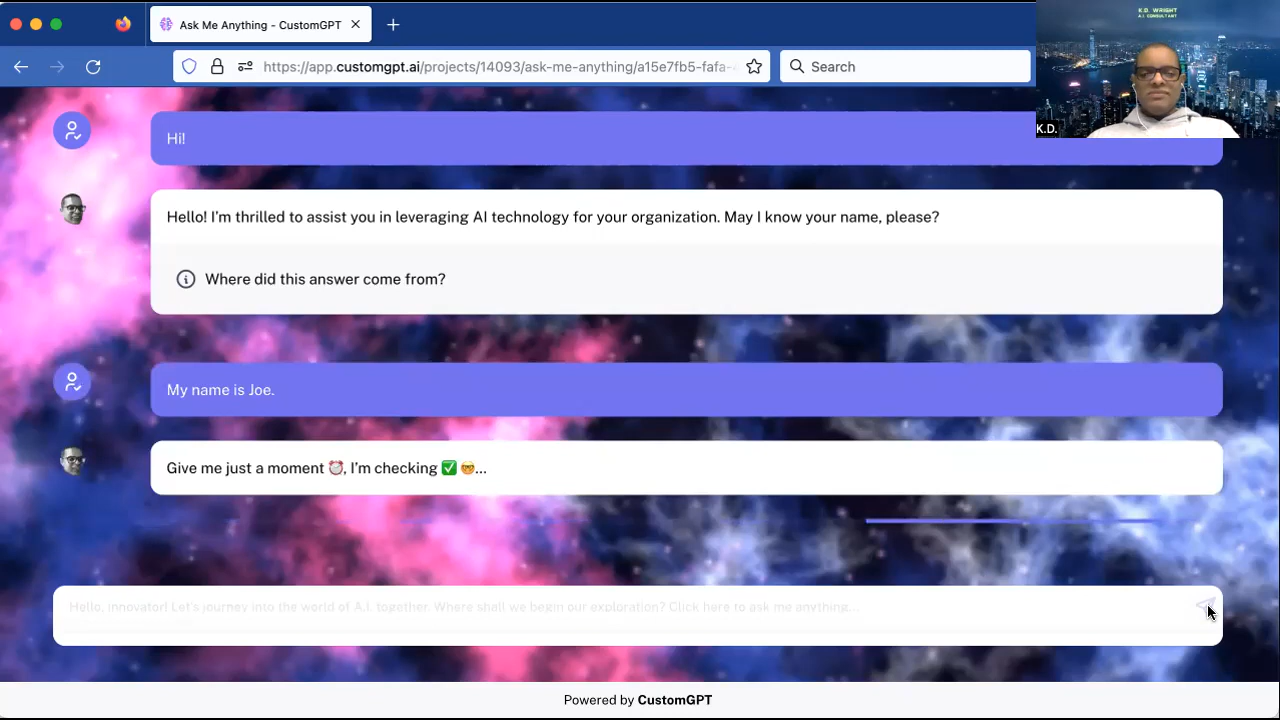 Ask Me Anything - CustomGPT
https://app.customgpt.ai/projects/14093/ask-me-anything/a15e7fb5-fafa-
Search
K.D. WRIGHT
A.I. CONSULTANT
K.D.
Hi!
Hello! I'm thrilled to assist you in leveraging AI technology for your organization. May I know your name, please?
Where did this answer come from?
My name is Joe.
Give me just a moment ⏰, I'm checking ✅ 🤓...
Hello, innovator! Let's journey into the world of A.I. together. Where shall we begin our exploration? Click here to ask me anything...
Powered by CustomGPT